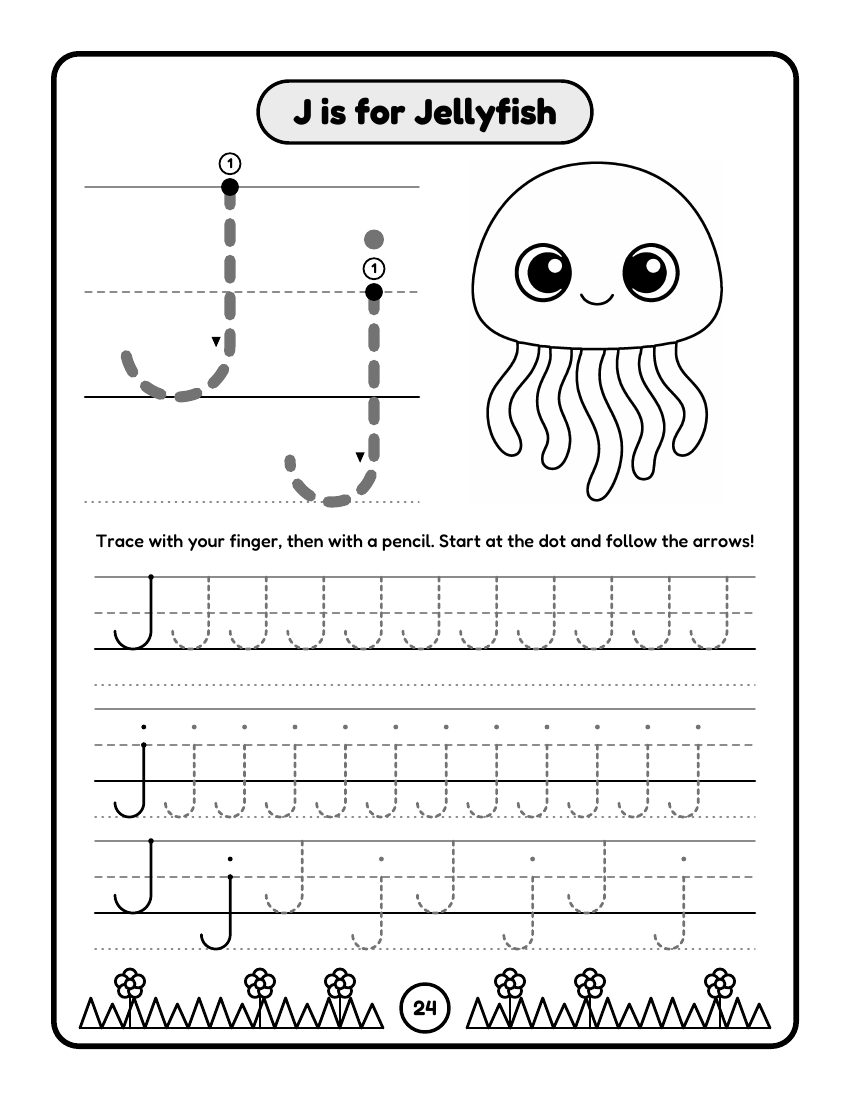 J is for Jellyfish
1
1
J j
Trace with your finger, then with a pencil. Start at the dot and follow the arrows!
J J J J J J J J J J J
j j j j j j j j j j j j
J j J j J j J j
24